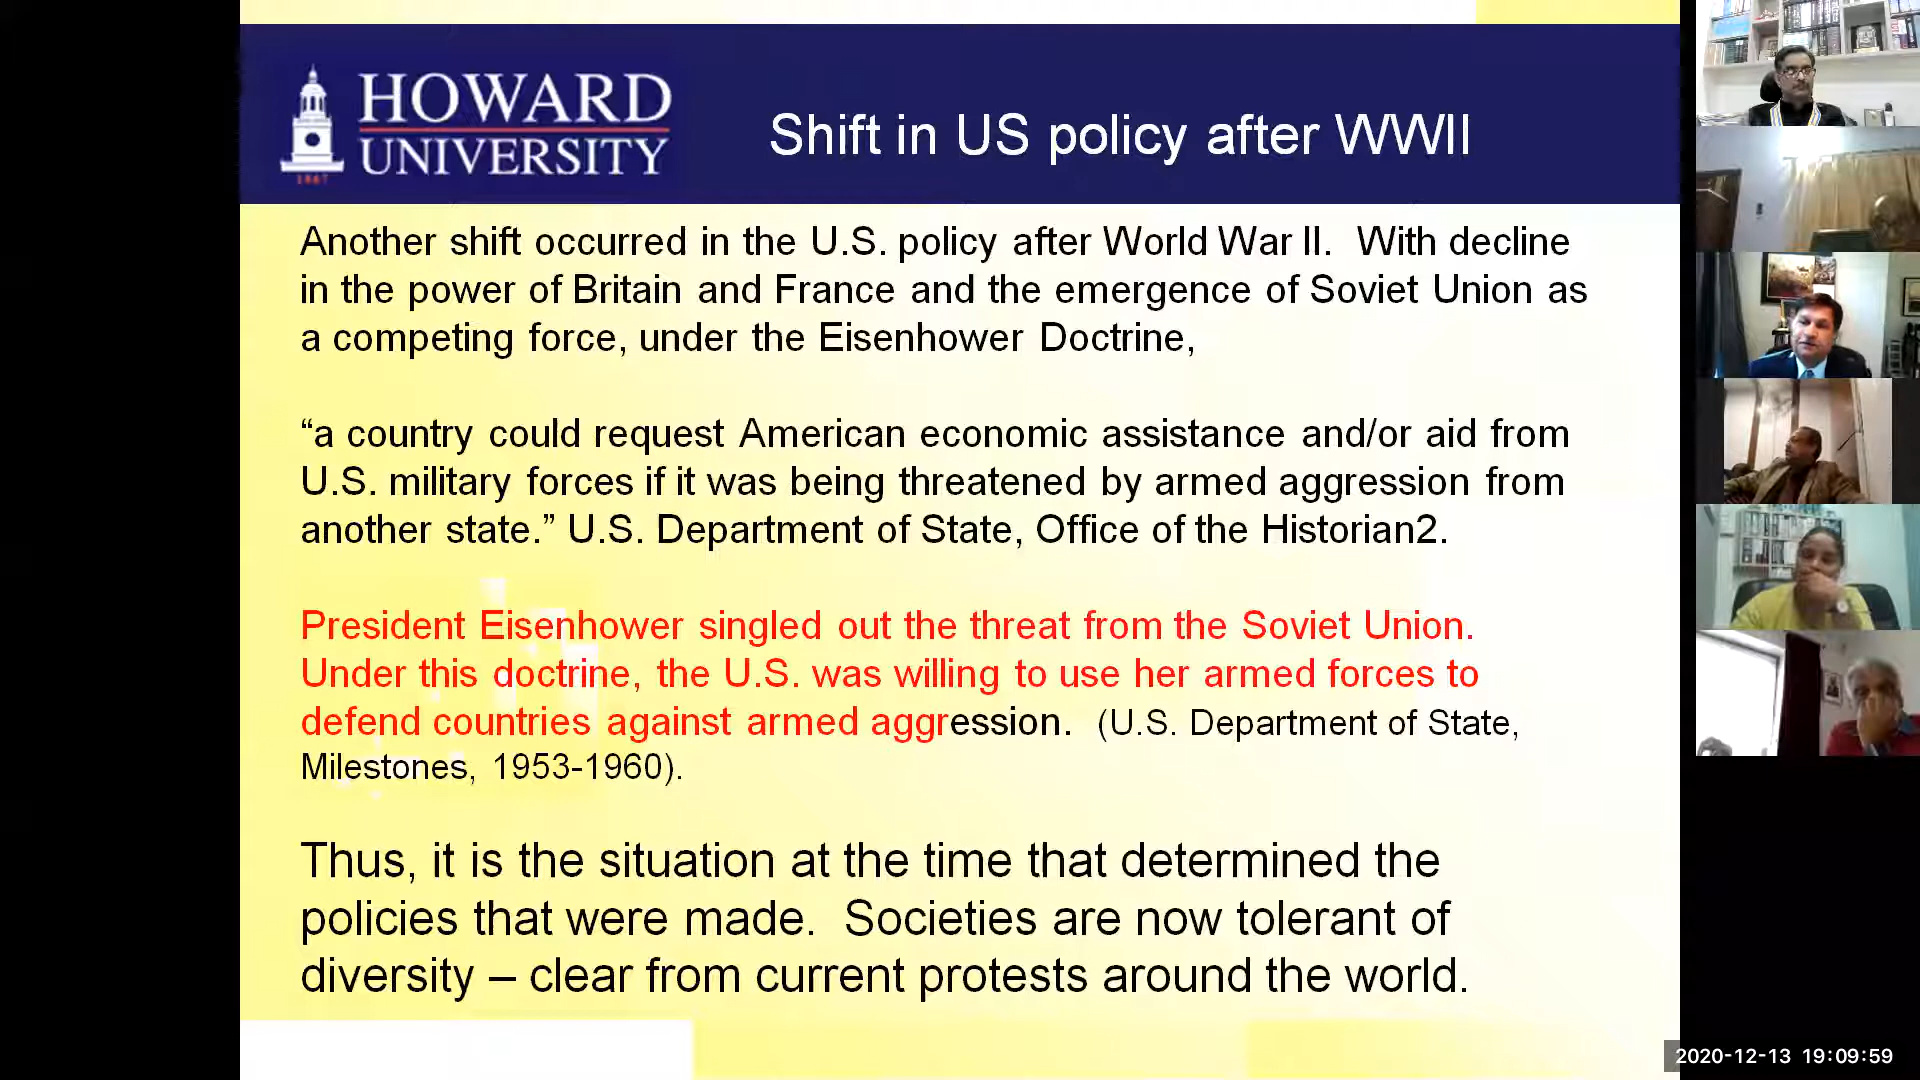 HOWARD
UNIVERSITY
1867
Shift in US policy after WWII
Another shift occurred in the U.S. policy after World War II. With decline
in the power of Britain and France and the emergence of Soviet Union as
a competing force, under the Eisenhower Doctrine,
“a country could request American economic assistance and/or aid from
U.S. military forces if it was being threatened by armed aggression from
another state.” U.S. Department of State, Office of the Historian2.
President Eisenhower singled out the threat from the Soviet Union.
Under this doctrine, the U.S. was willing to use her armed forces to
defend countries against armed aggression. (U.S. Department of State,
Milestones, 1953-1960).
Thus, it is the situation at the time that determined the
policies that were made. Societies are now tolerant of
diversity – clear from current protests around the world.
2020-12-13 19:09:59